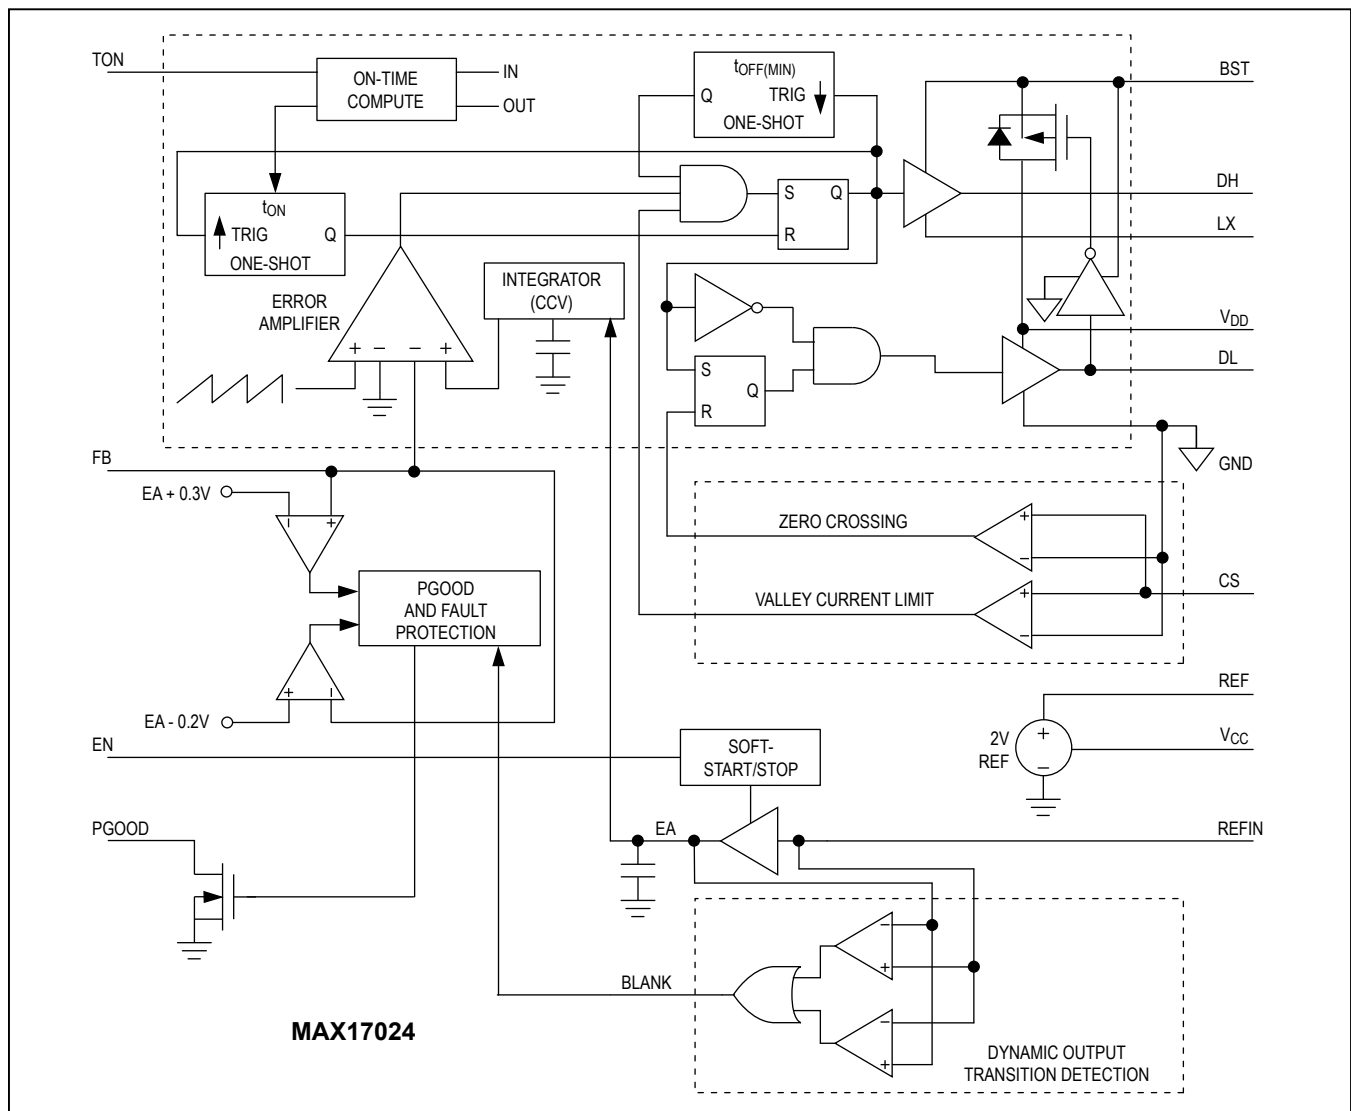 TON
ON-TIME
COMPUTE
IN
OUT
tOFF(MIN)
Q
TRIG
ONE-SHOT
BST
tON
TRIG
Q
ONE-SHOT
S
Q
R
DH
LX
ERROR
AMPLIFIER
+
−
−
+
INTEGRATOR
(CCV)
S
Q
R
VDD
DL
FB
GND
EA + 0.3V
−
+
ZERO CROSSING
+
−
PGOOD
AND FAULT
PROTECTION
VALLEY CURRENT LIMIT
+
−
CS
+
−
EA - 0.2V
REF
2V
REF
+
−
VCC
EN
SOFT-
START/STOP
PGOOD
EA
REFIN
−
+
BLANK
−
+
MAX17024
DYNAMIC OUTPUT
TRANSITION DETECTION